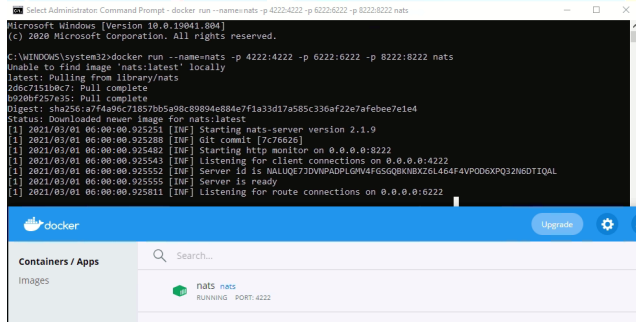 Select Administrator: Command Prompt - docker run --name=nats -p 4222:4222 -p 6222:6222 -p 8222:8222 nats
Microsoft Windows [Version 10.0.19041.804]
(c) 2020 Microsoft Corporation. All rights reserved.
C:\WINDOWS\system32>docker run --name=nats -p 4222:4222 -p 6222:6222 -p 8222:8222 nats
Unable to find image 'nats:latest' locally
latest: Pulling from library/nats
2d6c7151b0c7: Pull complete
b920bf257e35: Pull complete
Digest: sha256:a7f4a96c71857bb5a98c89894e884e7f1a33d17a585c336af22e7afebee7e1e4
Status: Downloaded newer image for nats:latest
[1] 2021/03/01 06:00:00.925251 [INF] Starting nats-server version 2.1.9
[1] 2021/03/01 06:00:00.925288 [INF] Git commit [7c76626]
[1] 2021/03/01 06:00:00.925482 [INF] Starting http monitor on 0.0.0.0:8222
[1] 2021/03/01 06:00:00.925543 [INF] Listening for client connections on 0.0.0.0:4222
[1] 2021/03/01 06:00:00.925552 [INF] Server id is NALUQE7JDVNPADPLGMV4FGSGQBKNBXZ6L464F4VPOD6XPQ32N6DTIQAL
[1] 2021/03/01 06:00:00.925555 [INF] Server is ready
[1] 2021/03/01 06:00:00.925811 [INF] Listening for route connections on 0.0.0.0:6222
docker
Upgrade
Containers / Apps
Search...
Images
nats nats
RUNNING PORT: 4222